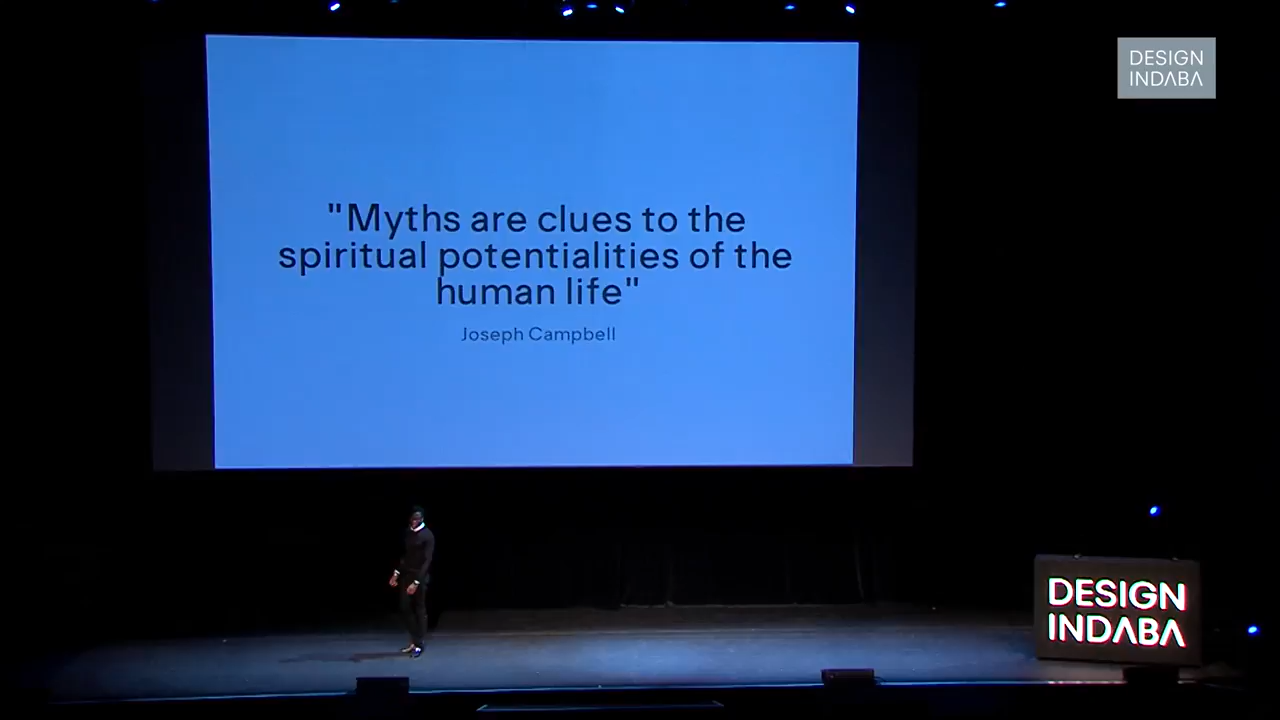 DESIGN
INDABA
"Myths are clues to the
spiritual potentialities of the
human life"
Joseph Campbell
DESIGN
INDABA